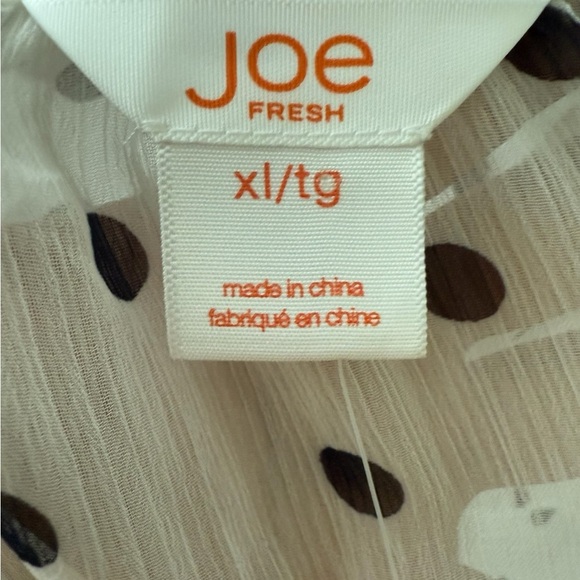 Joe
FRESH
xl/tg
made in china
fabriqué en chine